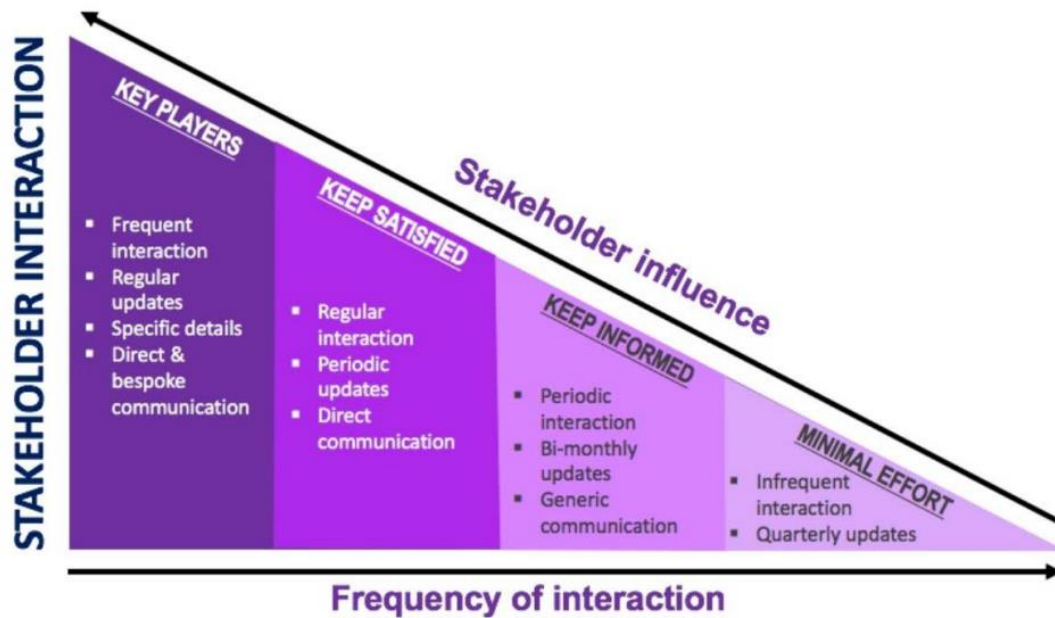 STAKEHOLDER INTERACTION
KEY PLAYERS
▪ Frequent
interaction
▪ Regular
updates
▪ Specific details
▪ Direct &
bespoke
communication
KEEP SATISFIED
▪ Regular
interaction
▪ Periodic
updates
▪ Direct
communication
Stakeholder influence
KEEP INFORMED
▪ Periodic
interaction
▪ Bi-monthly
updates
▪ Generic
communication
MINIMAL EFFORT
▪ Infrequent
interaction
▪ Quarterly updates
Frequency of interaction